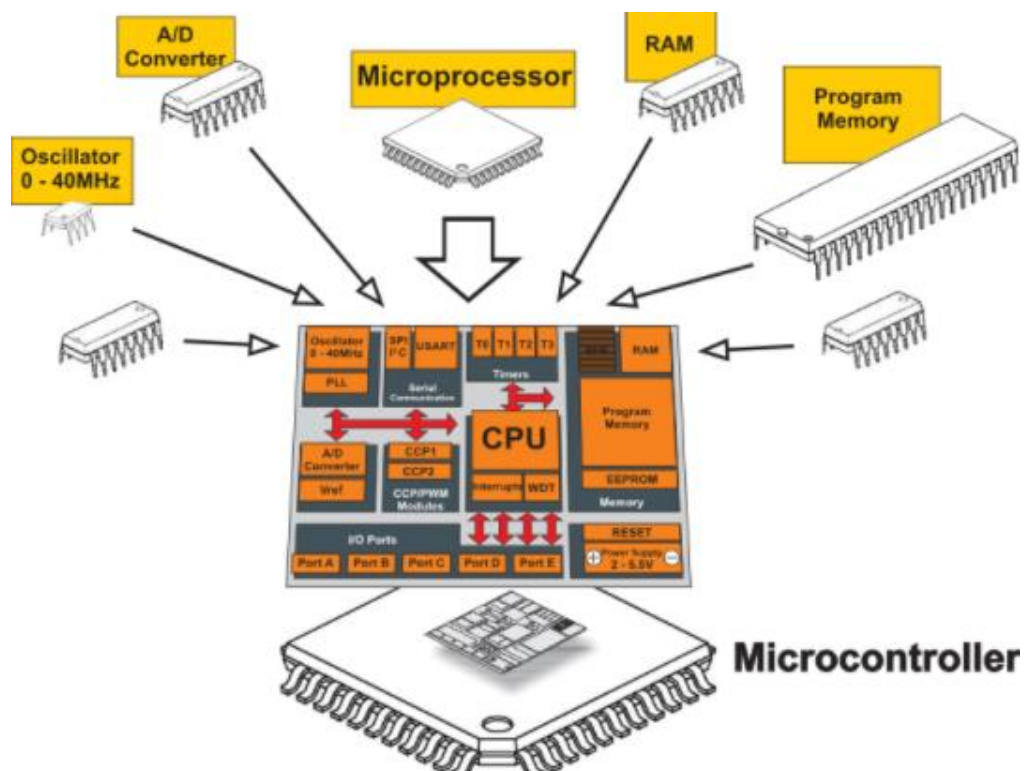 A/D
Converter
Microprocessor
RAM
Program
Memory
Oscillator
0 - 40MHz
Oscillator
0 - 40MHz
PLL
SPI
I²C
USART
Serial
Communication
T0
T1
T2
T3
Timers
RAM
Program
Memory
EEPROM
Memory
A/D
Converter
Vref
CCP1
CCP2
CCP/PWM
Modules
CPU
Interrupts
WDT
I/O Ports
Port A
Port B
Port C
Port D
Port E
RESET
+
Power Supply
2 - 5.5V
-
Microcontroller